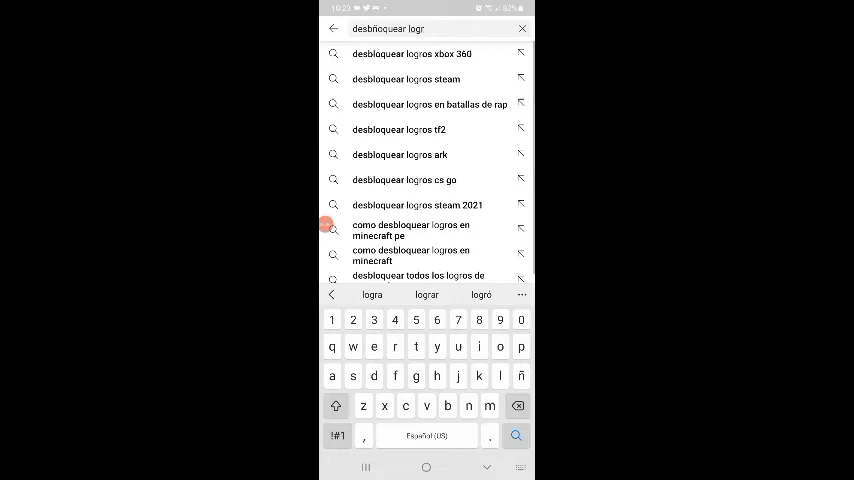 10:23
82%
desbñoquear logr
desbloquear logros xbox 360
desbloquear logros steam
desbloquear logros en batallas de rap
desbloquear logros tf2
desbloquear logros ark
desbloquear logros cs go
desbloquear logros steam 2021
como desbloquear logros en
minecraft pe
como desbloquear logros en
minecraft
desbloquear todos los logros de
logra lograr logró
1 2 3 4 5 6 7 8 9 0
q w e r t y u i o p
a s d f g h j k l ñ
z x c v b n m
!#1 , Español (US) .